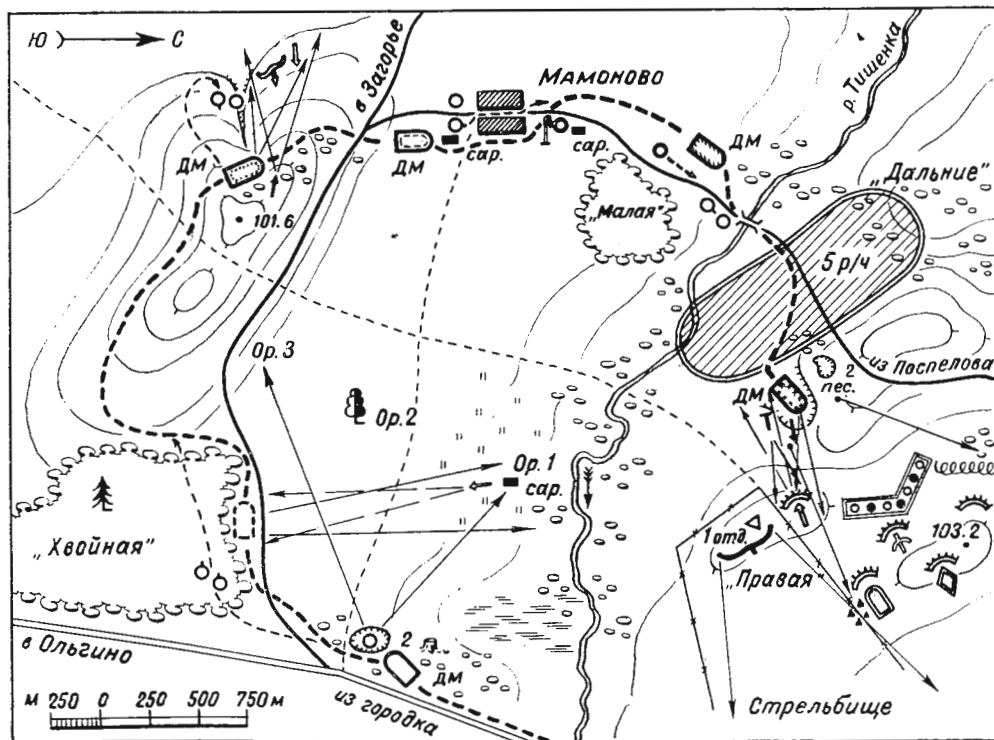 Ю С
в Загорье
Мамоново
р. Тишенка
ДМ
ДМ
сар.
сар.
ДМ
„Дальние"
101.6
„Малая"
5 р/ч
Ор. 3
из Поспелова
2
пес.
ДМ
Ор. 2
Ор. 1
сар.
„Хвойная"
1 отд.
„Правая"
103.2
2
ДМ
в Ольгино
из городка
Стрельбище
м 250 0 250 500 750 м